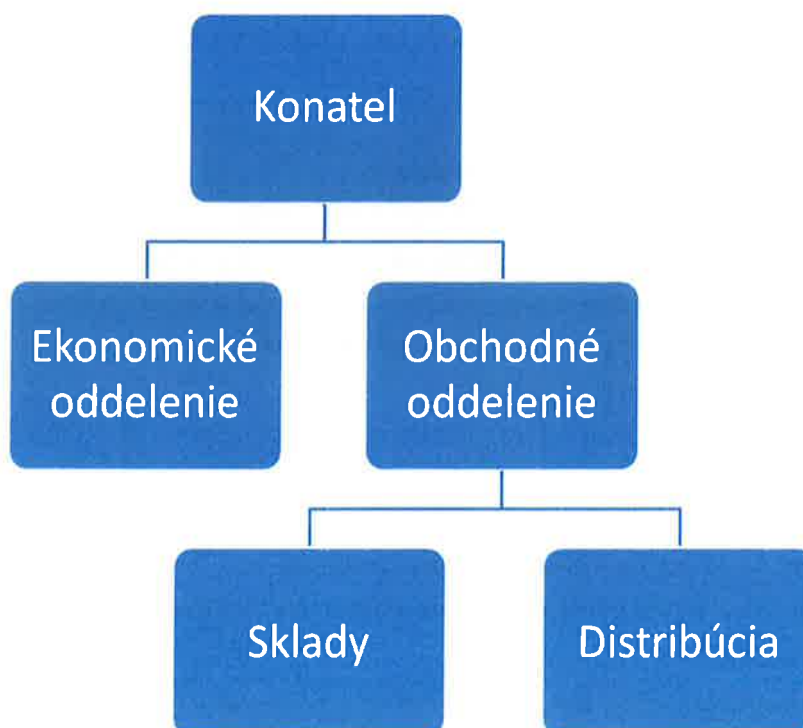 Konatel
Ekonomické
oddelenie
Obchodné
oddelenie
Sklady
Distribúcia